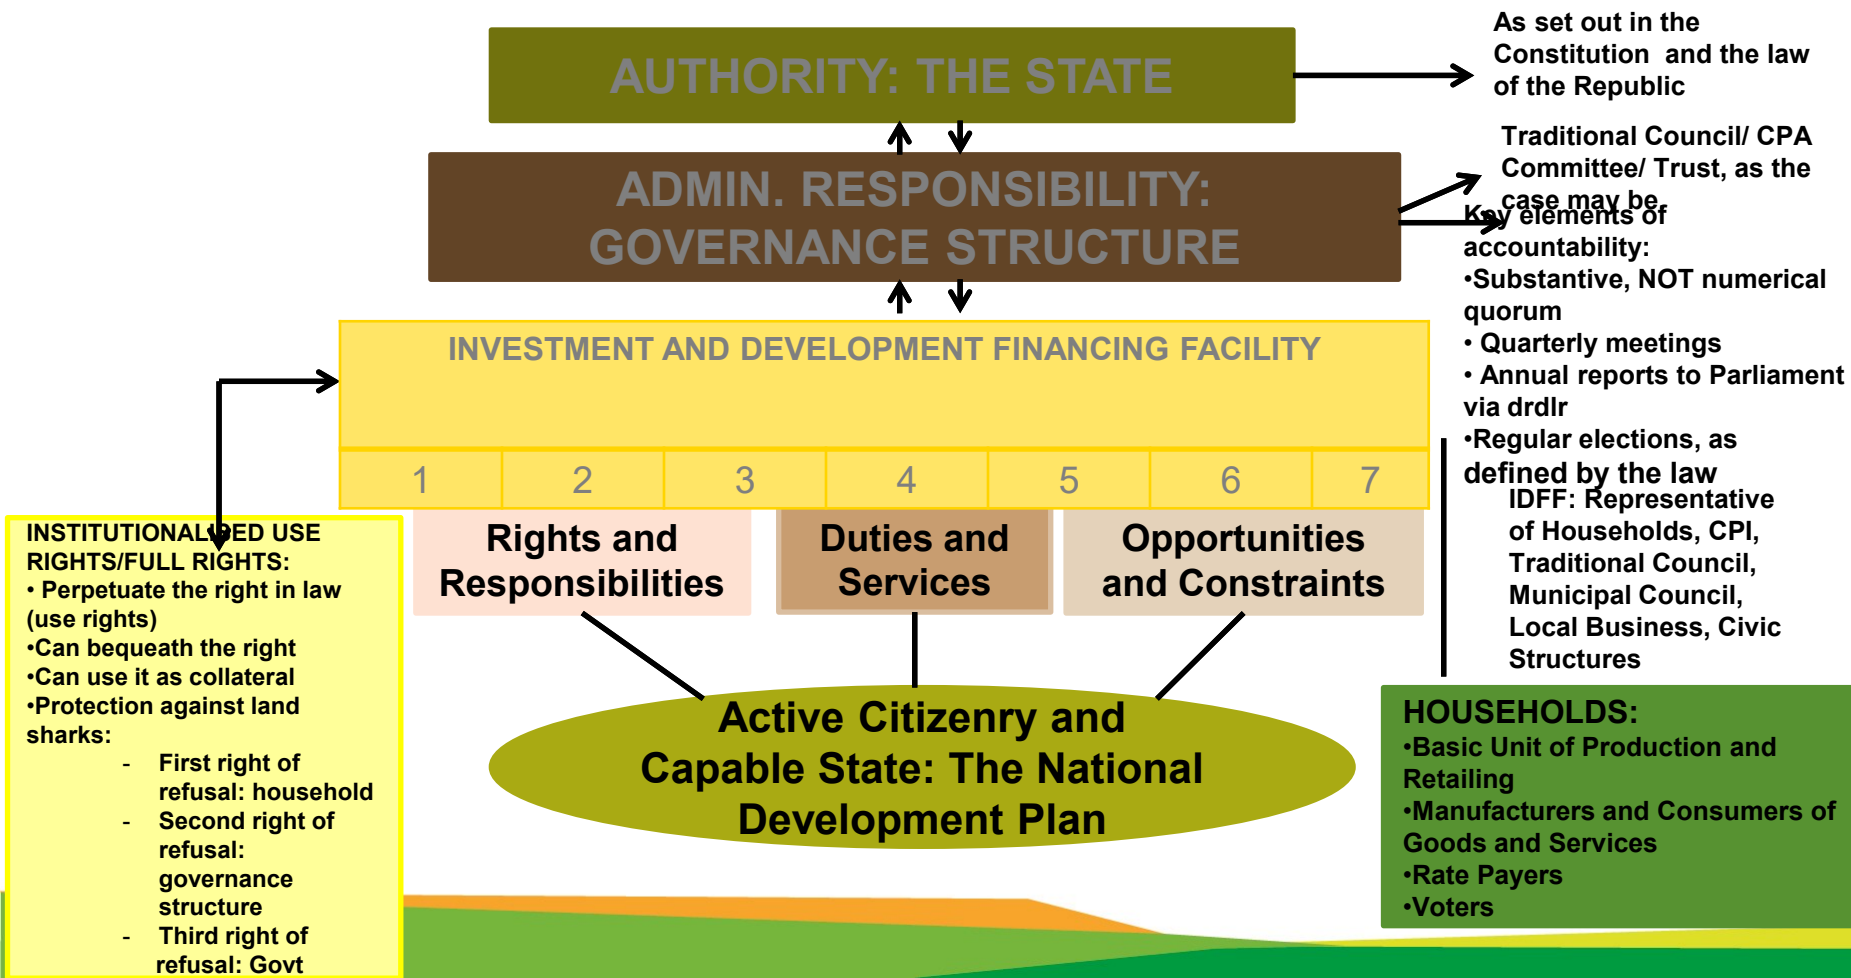 AUTHORITY: THE STATE
As set out in the
Constitution and the law
of the Republic
ADMIN. RESPONSIBILITY:
GOVERNANCE STRUCTURE
Traditional Council/ CPA
Committee/ Trust, as the
case may be.
Key elements of
accountability:
•Substantive, NOT numerical
quorum
• Quarterly meetings
• Annual reports to Parliament
via drdlr
•Regular elections, as
defined by the law
INVESTMENT AND DEVELOPMENT FINANCING FACILITY
1 2 3 4 5 6 7
IDFF: Representative
of Households, CPI,
Traditional Council,
Municipal Council,
Local Business, Civic
Structures
INSTITUTIONALISED USE
RIGHTS/FULL RIGHTS:
• Perpetuate the right in law
(use rights)
•Can bequeath the right
•Can use it as collateral
•Protection against land
sharks:
- First right of
refusal: household
- Second right of
refusal:
governance
structure
- Third right of
refusal: Govt
Rights and
Responsibilities
Duties and
Services
Opportunities
and Constraints
Active Citizenry and
Capable State: The National
Development Plan
HOUSEHOLDS:
•Basic Unit of Production and
Retailing
•Manufacturers and Consumers of
Goods and Services
•Rate Payers
•Voters